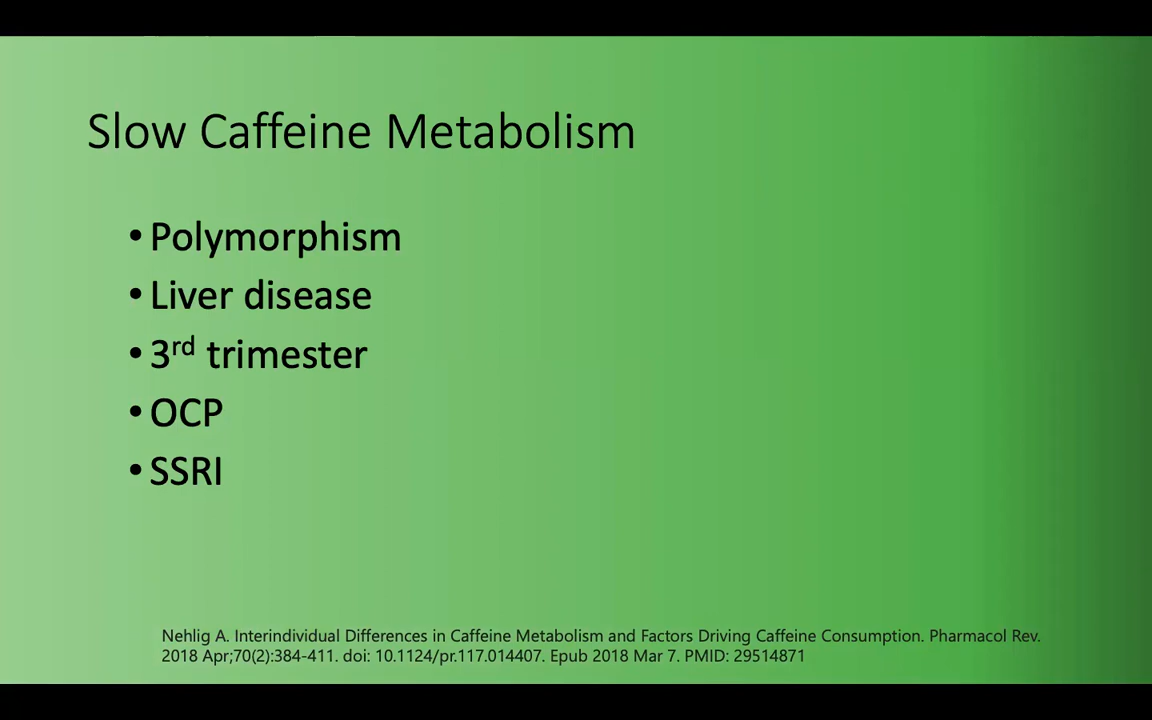 Slow Caffeine Metabolism
• Polymorphism
• Liver disease
• 3rd trimester
• OCP
• SSRI
Nehlig A. Interindividual Differences in Caffeine Metabolism and Factors Driving Caffeine Consumption. Pharmacol Rev.
2018 Apr;70(2):384-411. doi: 10.1124/pr.117.014407. Epub 2018 Mar 7. PMID: 29514871